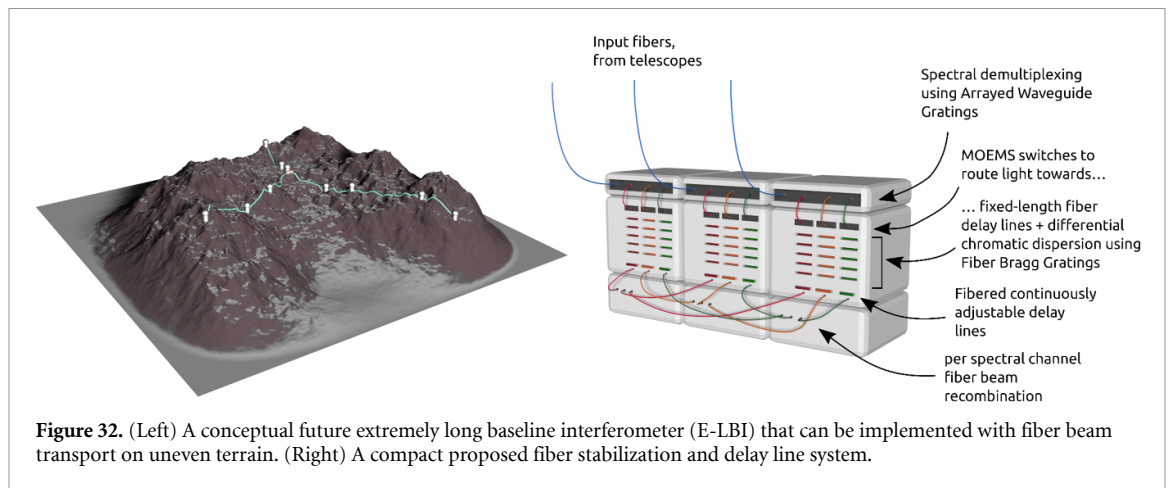 Input fibers,
from telescopes
Spectral demultiplexing
using Arrayed Waveguide
Gratings
MOEMS switches to
route light towards...
... fixed-length fiber
delay lines + differential
chromatic dispersion using
Fiber Bragg Gratings
Fibered continuously
adjustable delay
lines
per spectral channel
fiber beam
recombination
Figure 32. (Left) A conceptual future extremely long baseline interferometer (E-LBI) that can be implemented with fiber beam
transport on uneven terrain. (Right) A compact proposed fiber stabilization and delay line system.